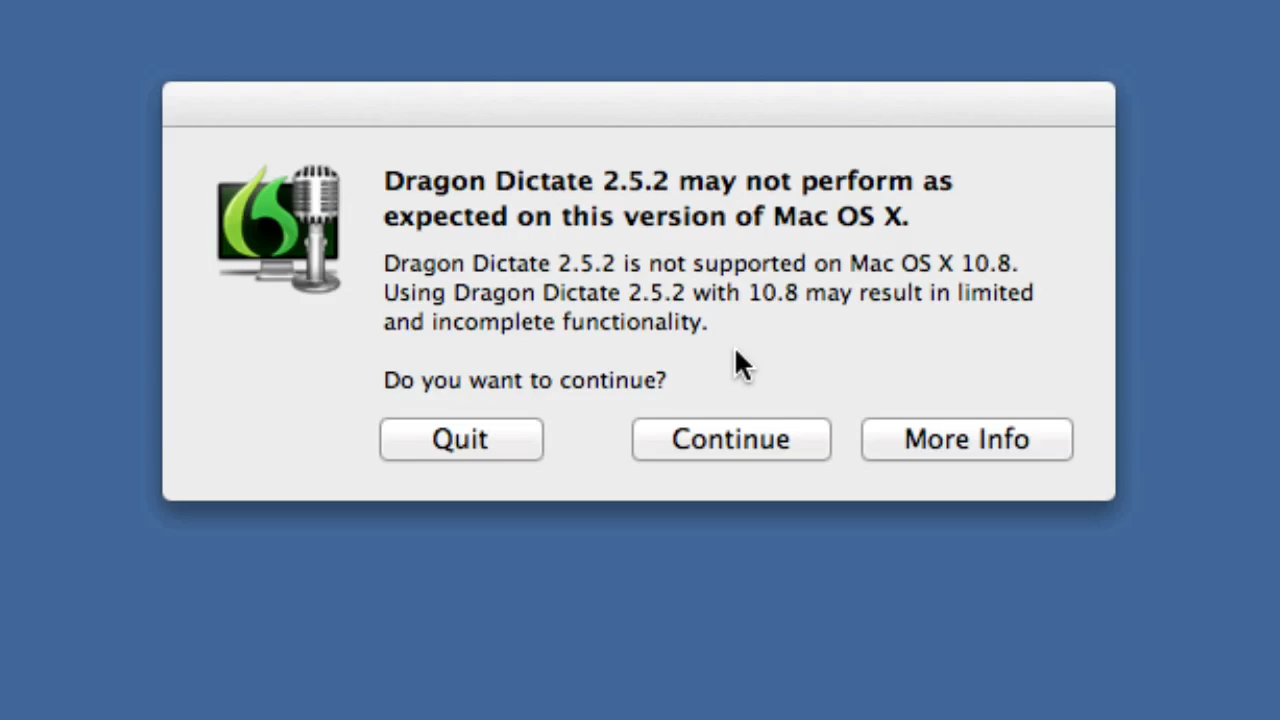 Dragon Dictate 2.5.2 may not perform as
expected on this version of Mac OS X.
Dragon Dictate 2.5.2 is not supported on Mac OS X 10.8.
Using Dragon Dictate 2.5.2 with 10.8 may result in limited
and incomplete functionality.
Do you want to continue?
Quit Continue More Info